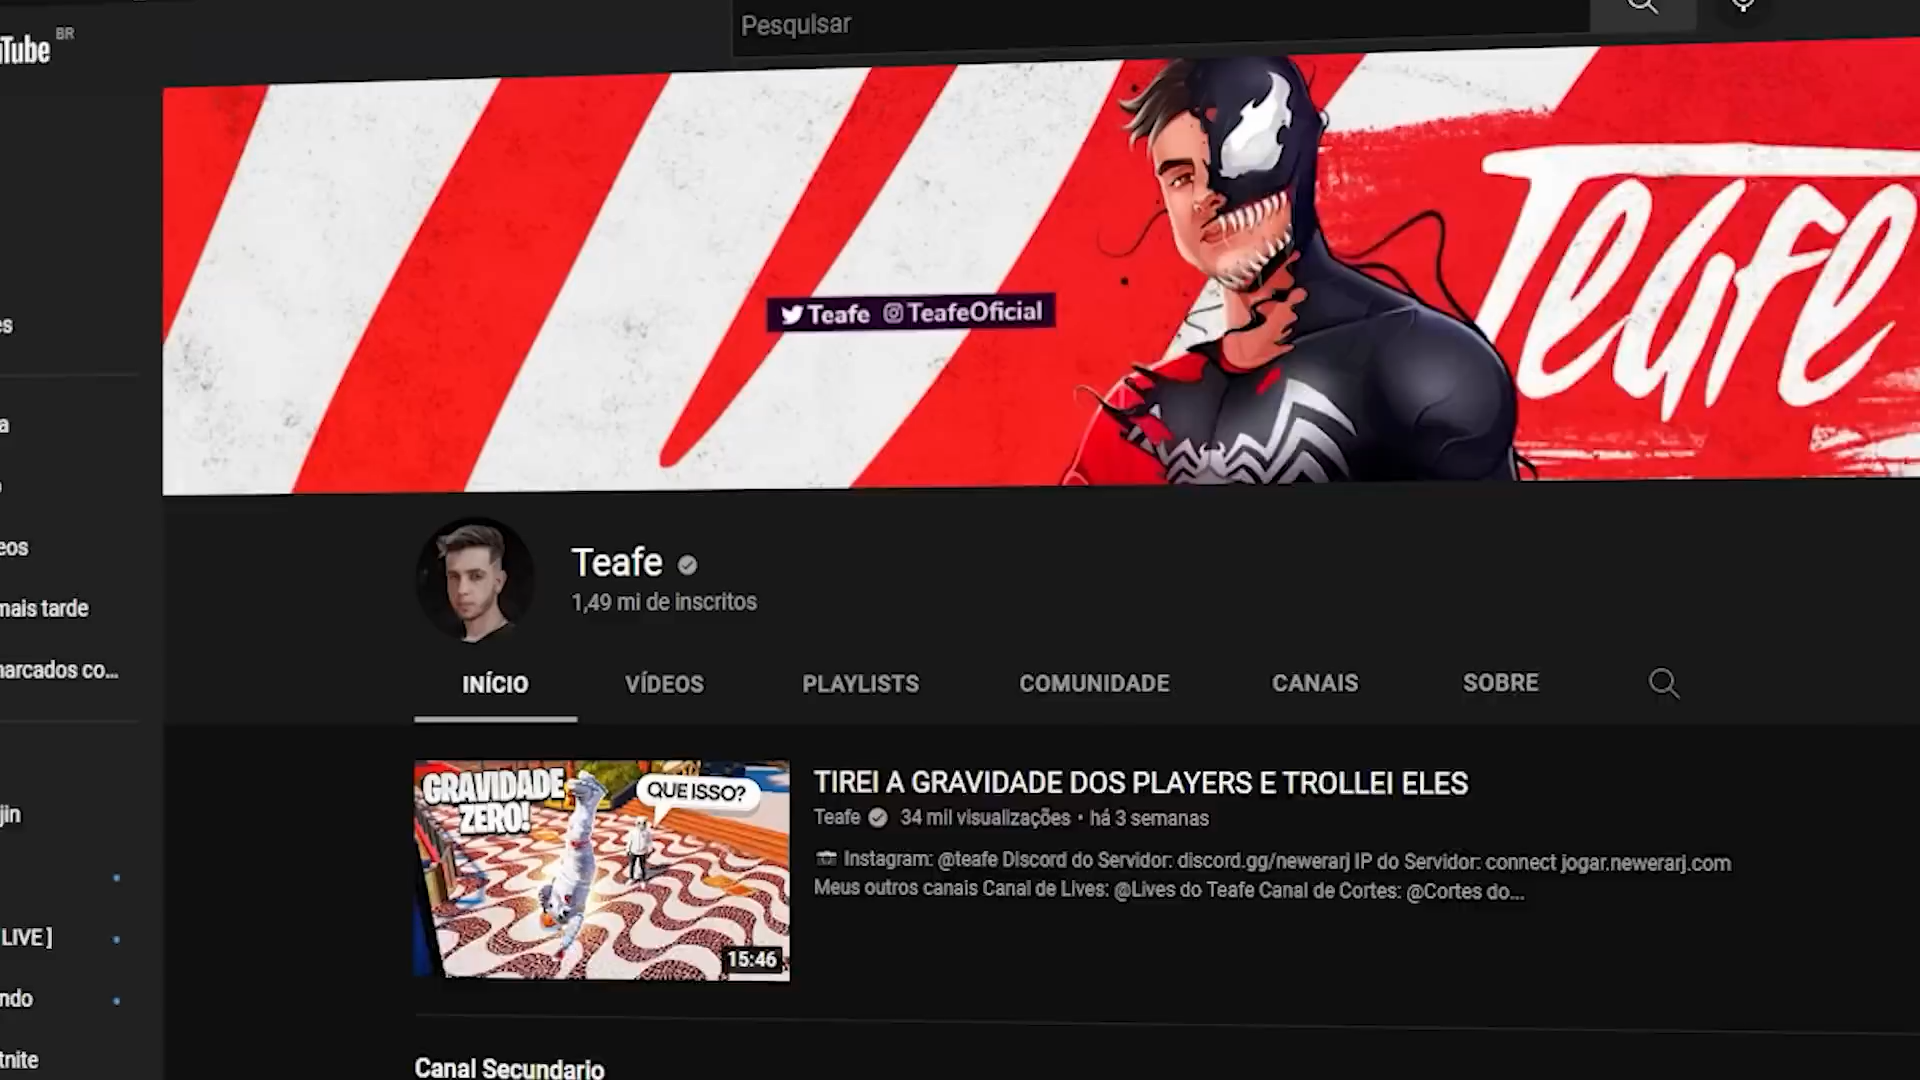 Tube BR
Pesquisar
Teafe TeafeOficial
Teafe
es
a
eos
mais tarde
marcados co...
jin
LIVE ]
ndo
tnite
Teafe
1,49 mi de inscritos
INÍCIO VÍDEOS PLAYLISTS COMUNIDADE CANAIS SOBRE
GRAVIDADE
ZERO!
QUE ISSO?
15:46
TIREI A GRAVIDADE DOS PLAYERS E TROLLEI ELES
Teafe 34 mil visualizações • há 3 semanas
Instagram: @teafe Discord do Servidor: discord.gg/newerarj IP do Servidor: connect jogar.newerarj.com
Meus outros canais Canal de Lives: @Lives do Teafe Canal de Cortes: @Cortes do...
Canal Secundario